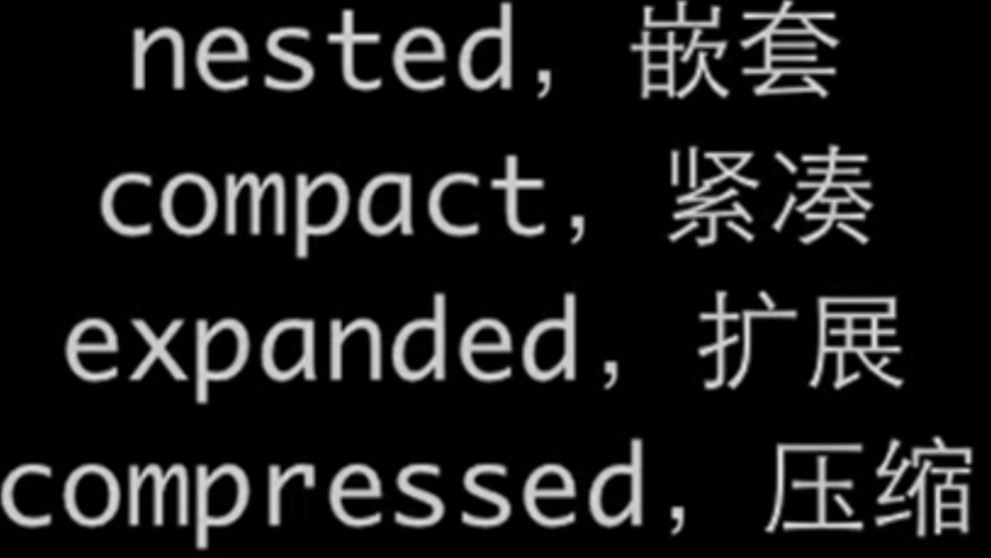 nested, 嵌套
compact, 紧凑
expanded, 扩展
compressed, 压缩